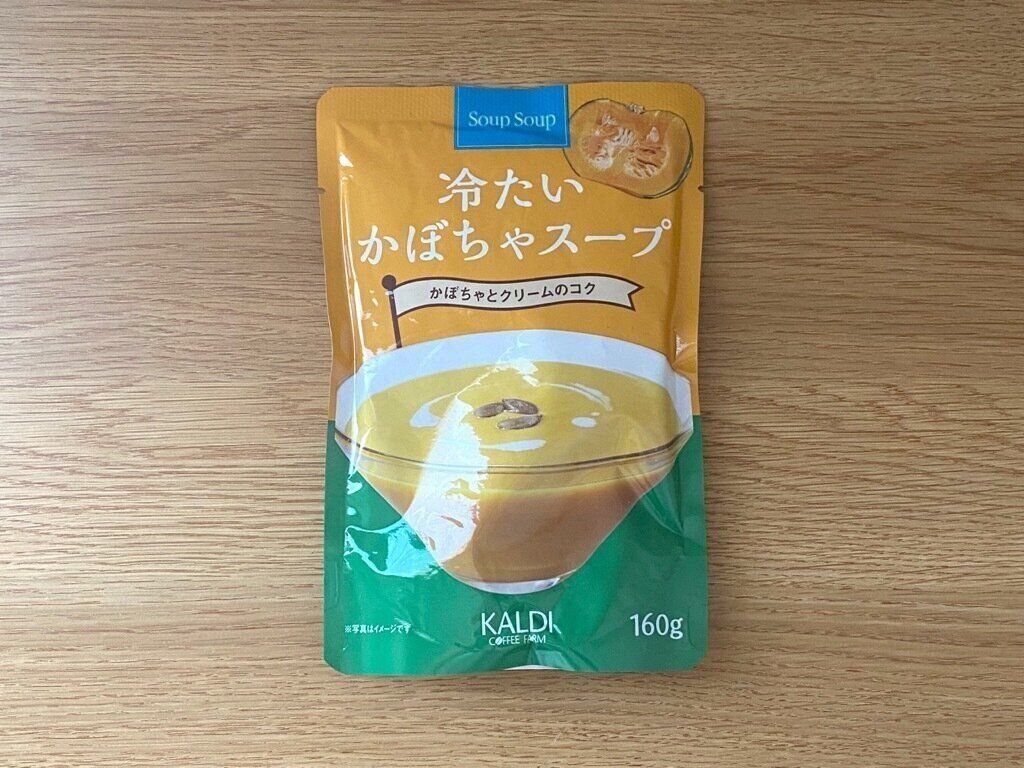 Soup Soup
冷たい
かぼちゃスープ
かぼちゃとクリームのコク
※写真はイメージです
KALDI
COFFEE FARM
160g